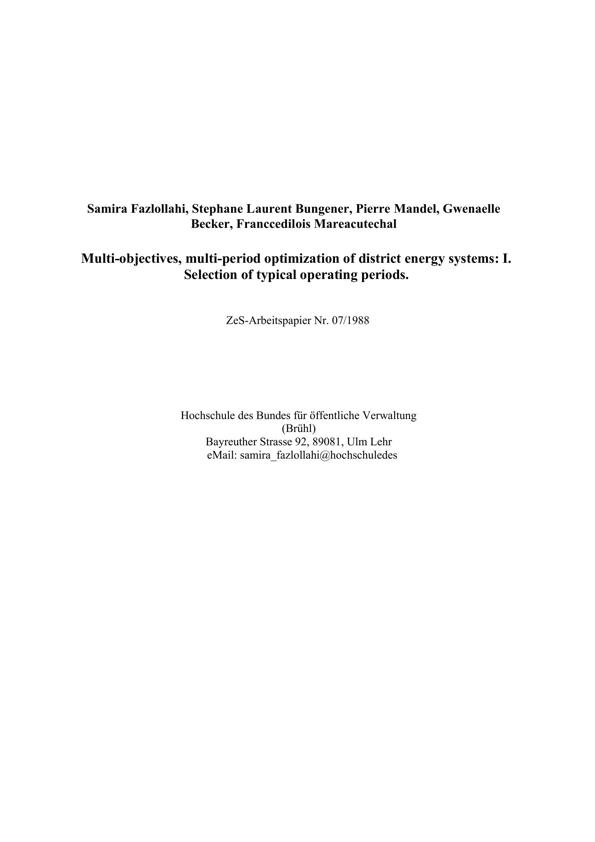 Samira Fazlollahi, Stephane Laurent Bungener, Pierre Mandel, Gwenaelle
Becker, Franccedilois Mareacutechal
Multi-objectives, multi-period optimization of district energy systems: I.
Selection of typical operating periods.
ZeS-Arbeitspapier Nr. 07/1988
Hochschule des Bundes für öffentliche Verwaltung
(Brühl)
Bayreuther Strasse 92, 89081, Ulm Lehr
eMail: samira_fazlollahi@hochschuledes